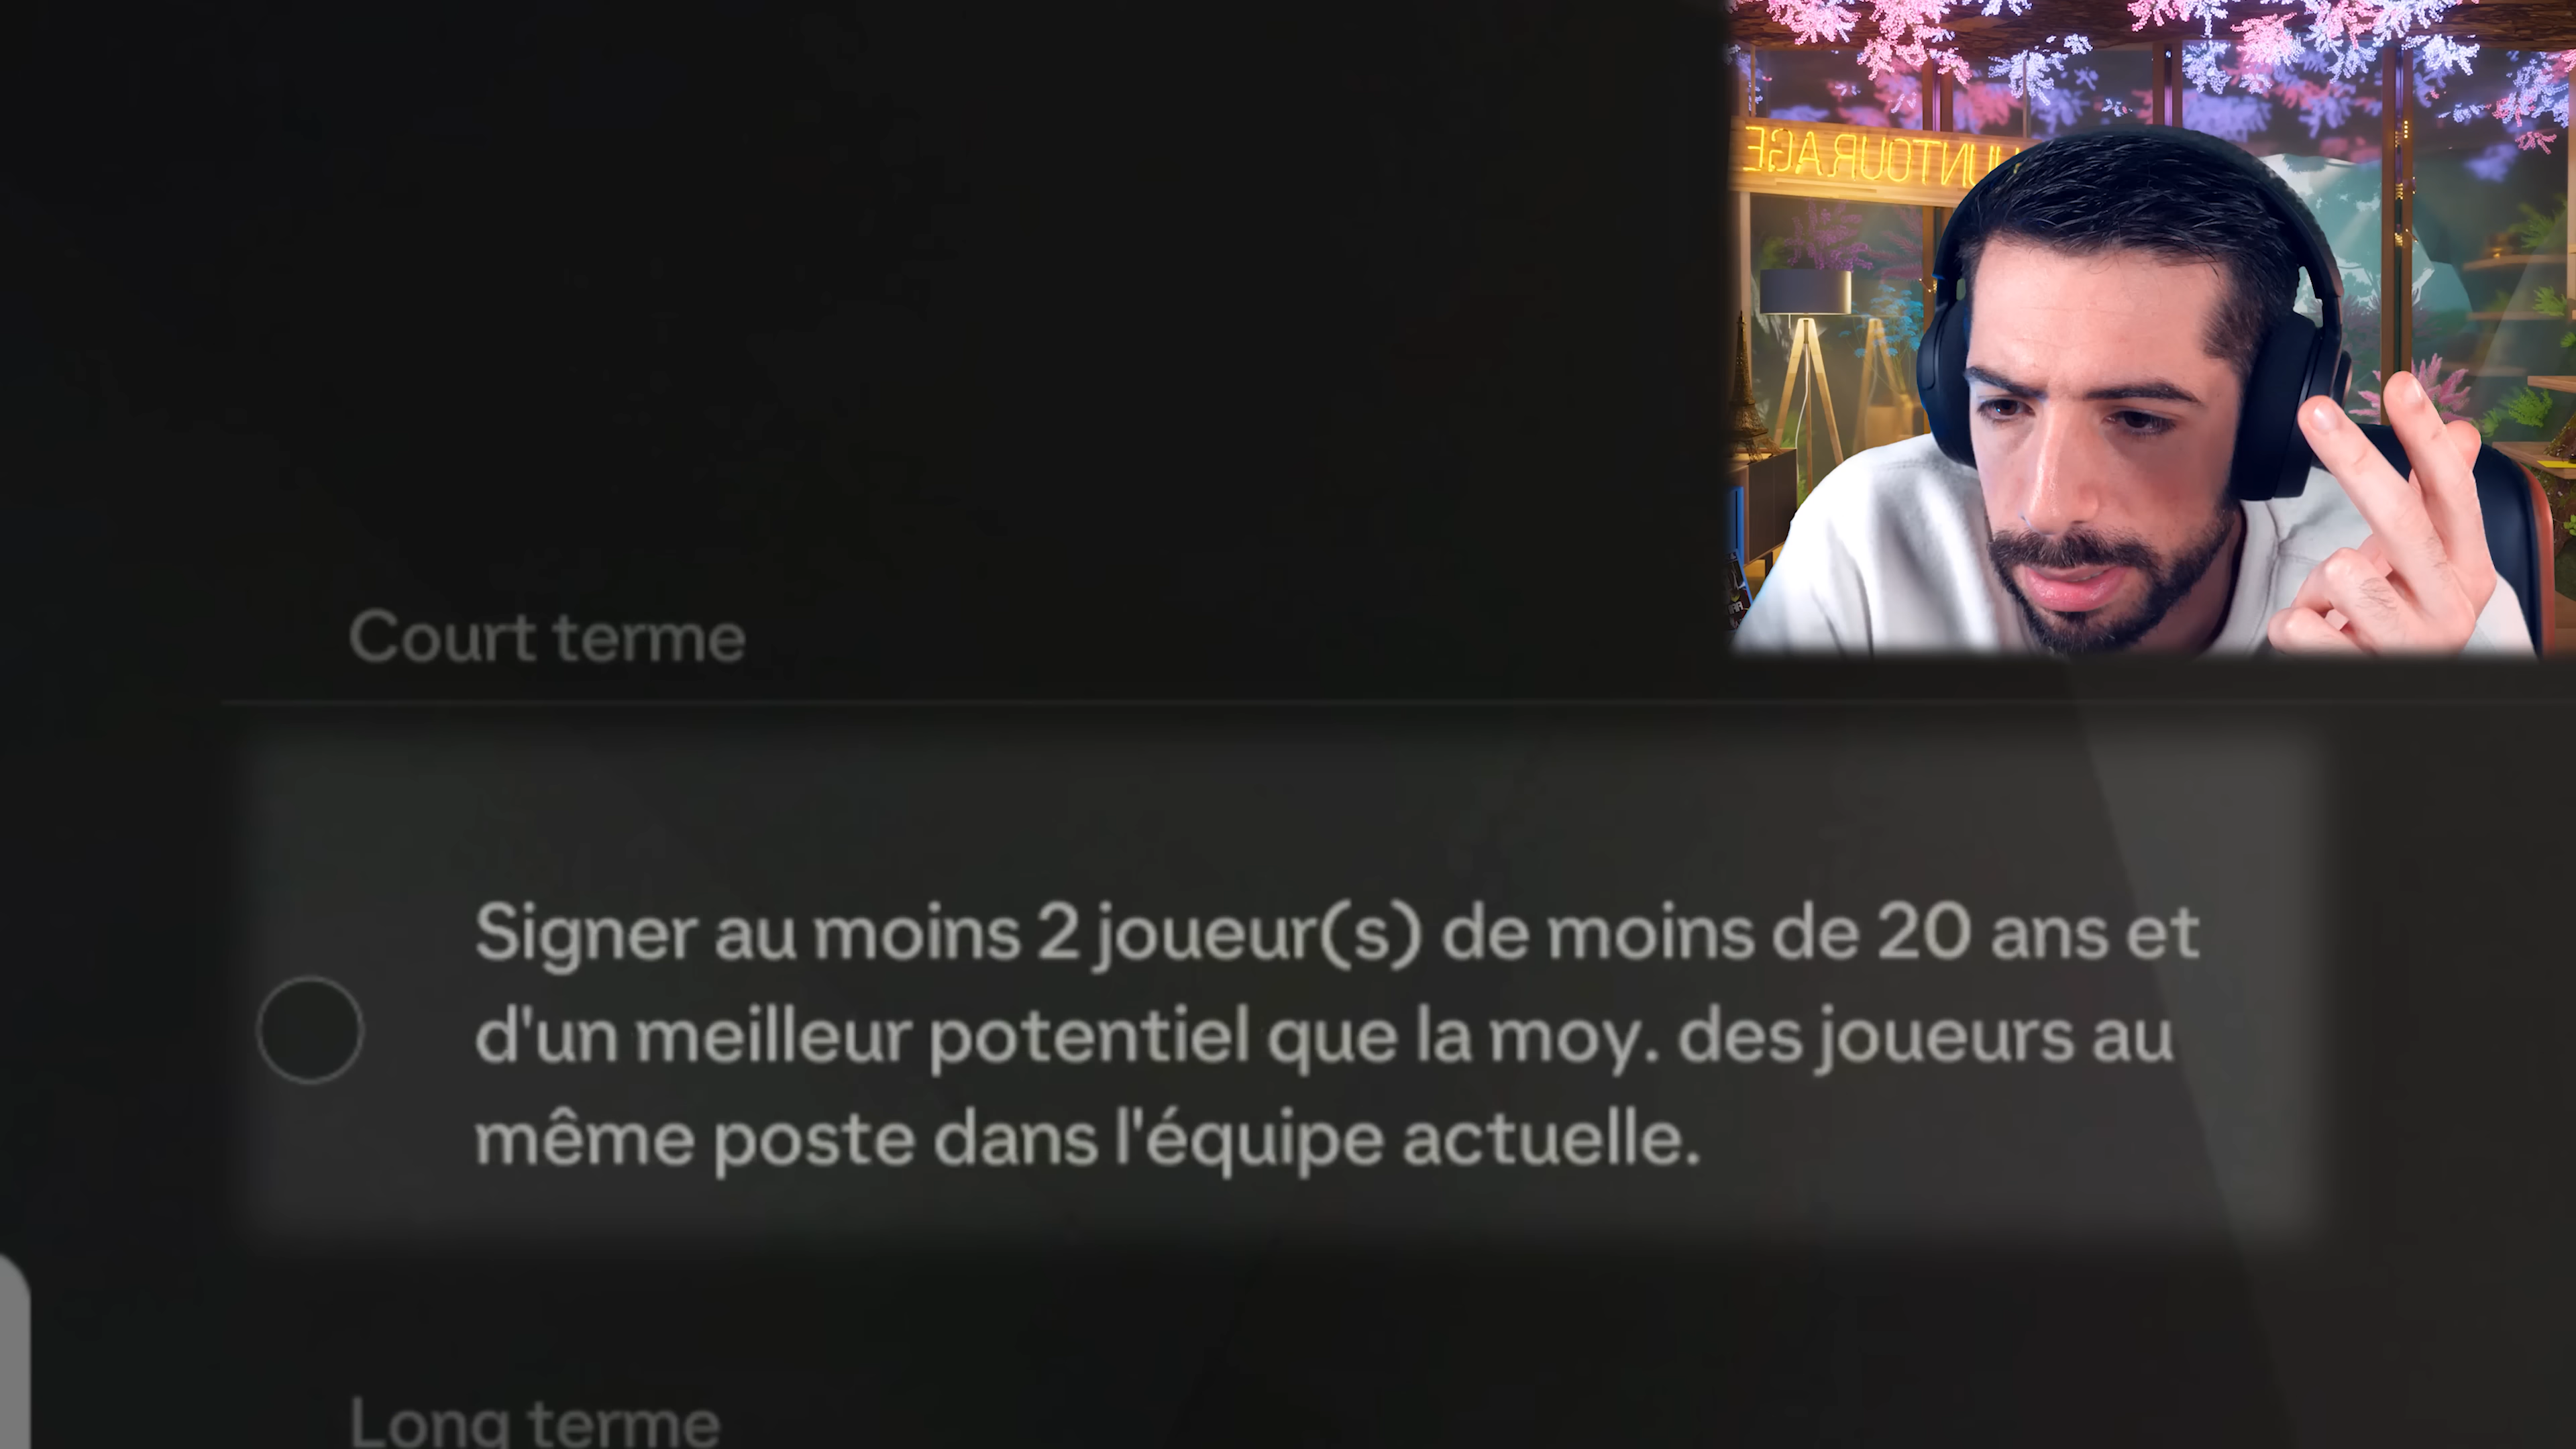 UNTOURAGE
Court terme
Signer au moins 2 joueur(s) de moins de 20 ans et
d'un meilleur potentiel que la moy. des joueurs au
même poste dans l'équipe actuelle.
Long terme